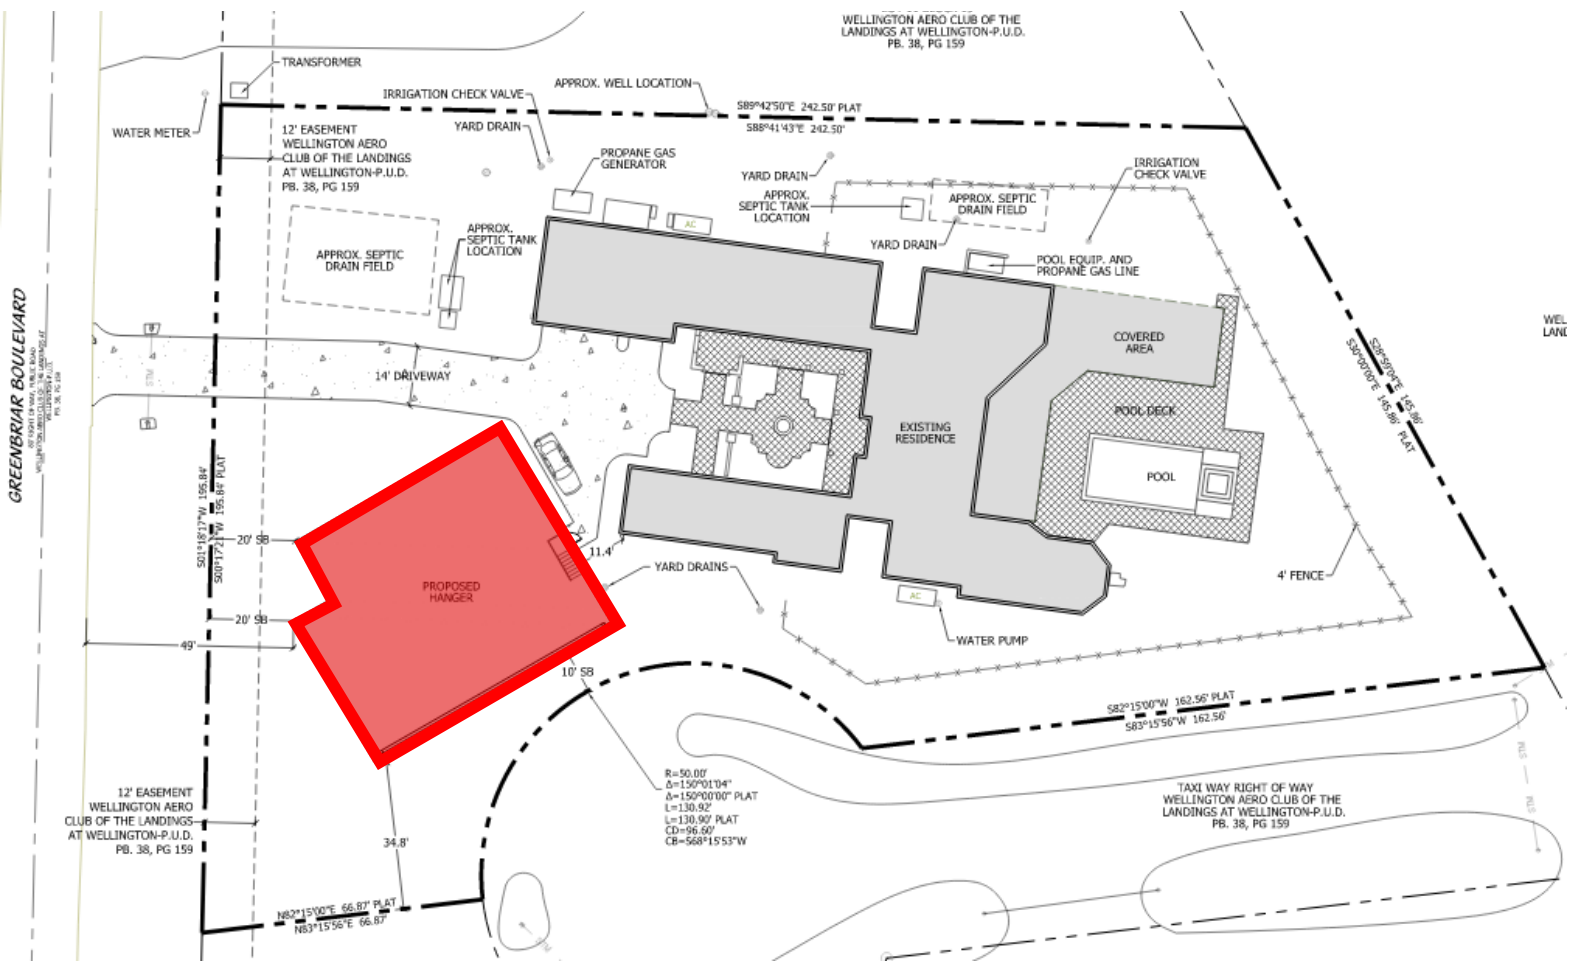 WELLINGTON AERO CLUB OF THE
LANDINGS AT WELLINGTON-P.U.D.
PB. 38, PG 159
TRANSFORMER
IRRIGATION CHECK VALVE
APPROX. WELL LOCATION
S89°42'50"E 242.50' PLAT
S88°41'43"E 242.50'
WATER METER
YARD DRAIN
12' EASEMENT
WELLINGTON AERO
CLUB OF THE LANDINGS
AT WELLINGTON-P.U.D.
PB. 38, PG 159
PROPANE GAS
GENERATOR
YARD DRAIN
IRRIGATION
CHECK VALVE
APPROX.
SEPTIC TANK
LOCATION
APPROX. SEPTIC
DRAIN FIELD
AC
APPROX.
SEPTIC TANK
LOCATION
YARD DRAIN
APPROX. SEPTIC
DRAIN FIELD
POOL EQUIP. AND
PROPANE GAS LINE
GREENBRIAR BOULEVARD
WEL
LAND
COVERED
AREA
S28°59'04"E 145.86'
S30°00'00"E 145.86' PLAT
14' DRIVEWAY
POOL DECK
EXISTING
RESIDENCE
POOL
S01°18'17"W 195.84'
S00°17'21"W 195.84' PLAT
20' SB
11.4'
YARD DRAINS
PROPOSED
HANGER
4' FENCE
AC
20' SB
49'
WATER PUMP
10' SB
S82°15'00"W 162.56' PLAT
S83°15'56"W 162.56'
R=50.00'
Δ=150°01'04"
Δ=150°00'00" PLAT
L=130.92'
L=130.90' PLAT
CD=96.60'
CB=S68°15'53"W
12' EASEMENT
WELLINGTON AERO
CLUB OF THE LANDINGS
AT WELLINGTON-P.U.D.
PB. 38, PG 159
TAXI WAY RIGHT OF WAY
WELLINGTON AERO CLUB OF THE
LANDINGS AT WELLINGTON-P.U.D.
PB. 38, PG 159
34.8'
N82°15'00"E 66.87' PLAT
N83°15'56"E 66.87'